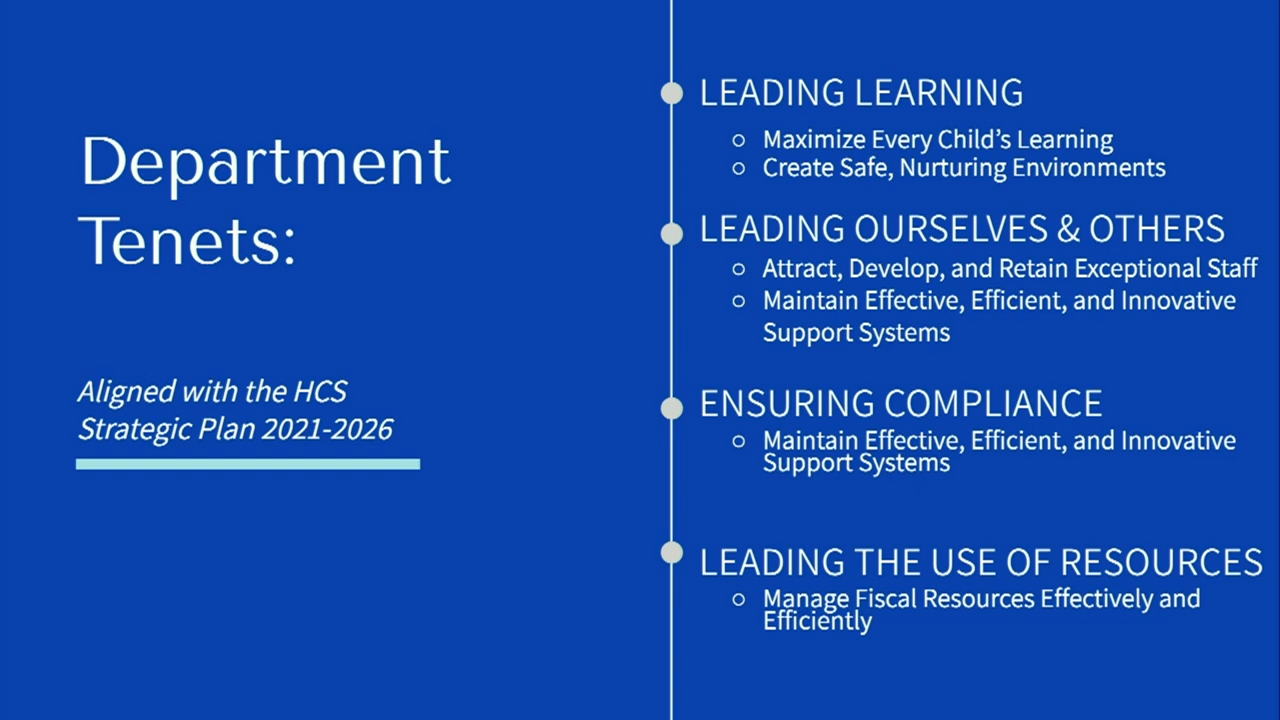 Department
Tenets:
Aligned with the HCS
Strategic Plan 2021-2026
LEADING LEARNING
Maximize Every Child’s Learning
Create Safe, Nurturing Environments
LEADING OURSELVES & OTHERS
Attract, Develop, and Retain Exceptional Staff
Maintain Effective, Efficient, and Innovative
Support Systems
ENSURING COMPLIANCE
Maintain Effective, Efficient, and Innovative
Support Systems
LEADING THE USE OF RESOURCES
Manage Fiscal Resources Effectively and
Efficiently